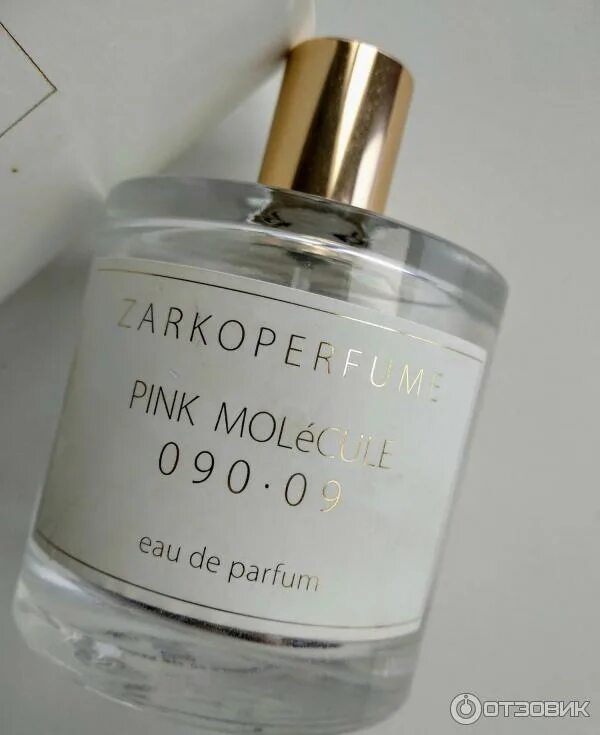 ZARKOPERFUME
PINK MOLéCULE
090·09
eau de parfum
ОТЗОВИК